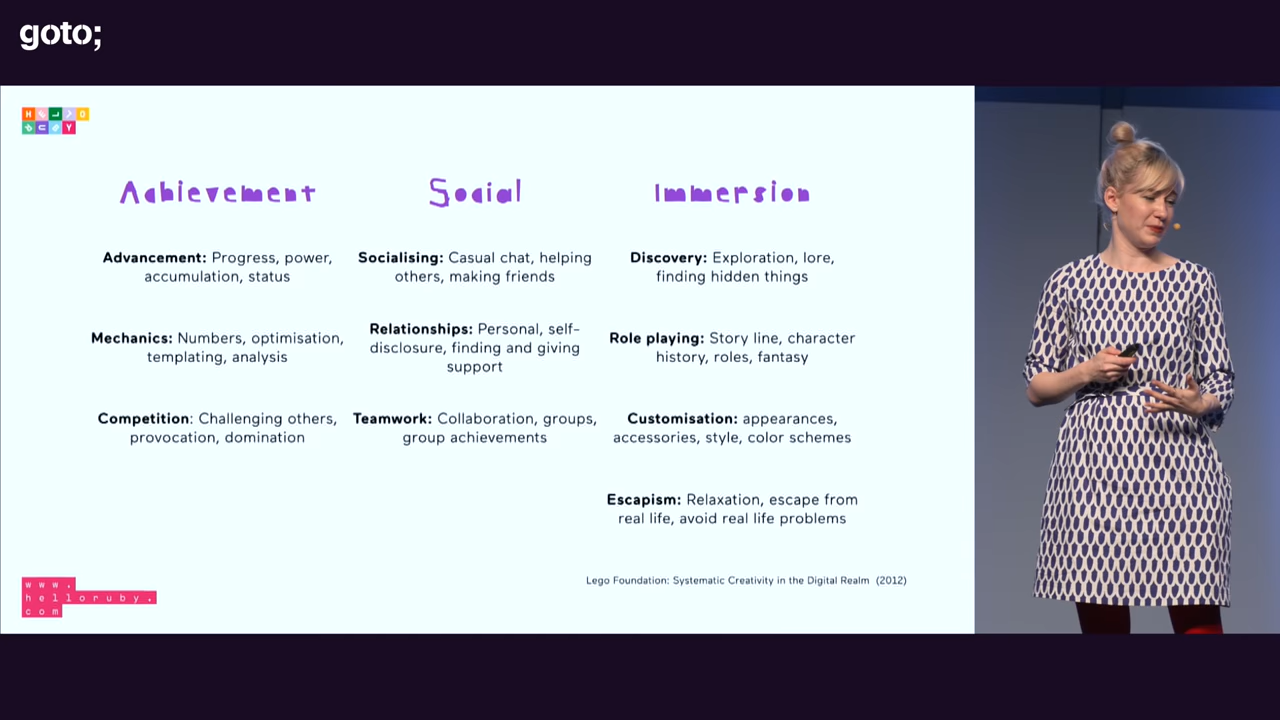 goto;
HELLO
RUBY
Achievement
Social
Immersion
Advancement: Progress, power,
accumulation, status
Socialising: Casual chat, helping
others, making friends
Discovery: Exploration, lore,
finding hidden things
Mechanics: Numbers, optimisation,
templating, analysis
Relationships: Personal, self-
disclosure, finding and giving
support
Role playing: Story line, character
history, roles, fantasy
Competition: Challenging others,
provocation, domination
Teamwork: Collaboration, groups,
group achievements
Customisation: appearances,
accessories, style, color schemes
Escapism: Relaxation, escape from
real life, avoid real life problems
Lego Foundation: Systematic Creativity in the Digital Realm (2012)
www.
helloruby.
com